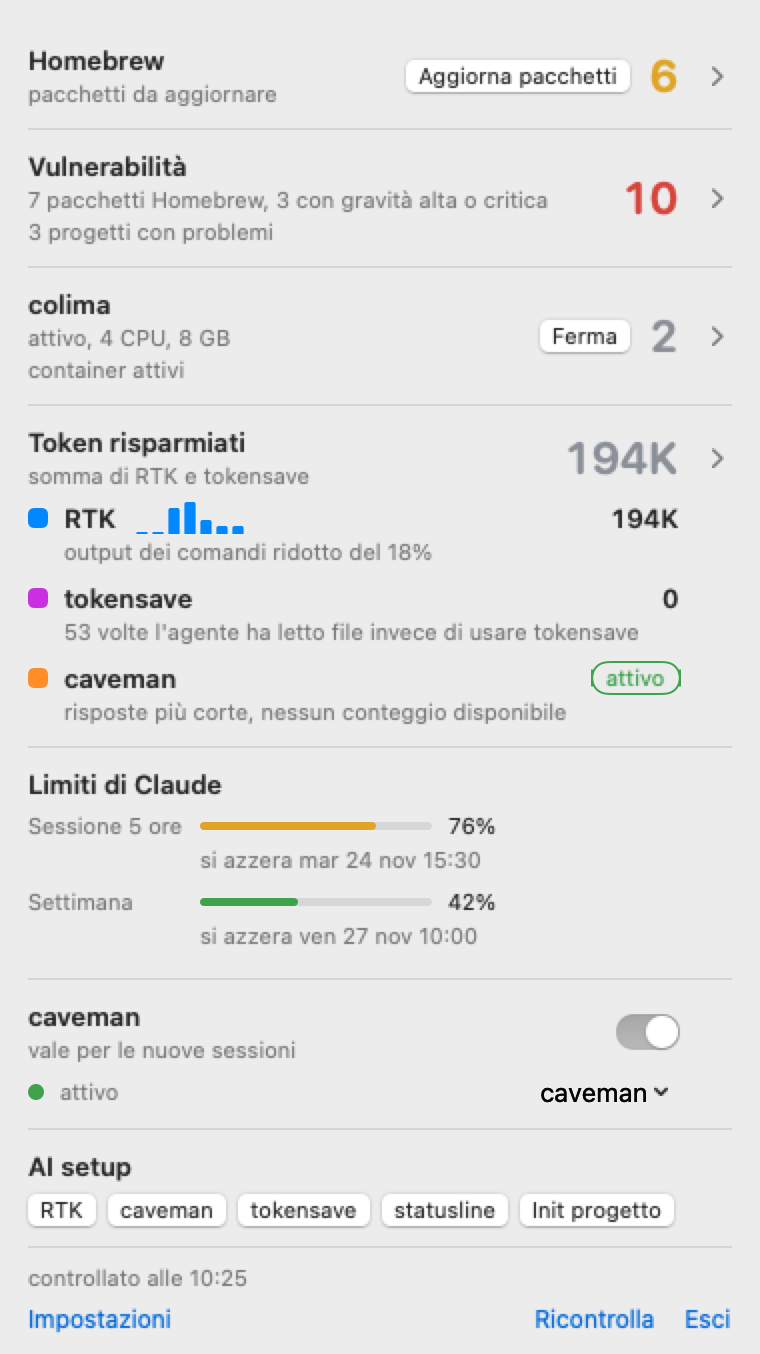 Homebrew
pacchetti da aggiornare
Aggiorna pacchetti
6
Vulnerabilità
7 pacchetti Homebrew, 3 con gravità alta o critica
3 progetti con problemi
10
colima
attivo, 4 CPU, 8 GB
container attivi
Ferma
2
Token risparmiati
somma di RTK e tokensave
194K
RTK
194K
output dei comandi ridotto del 18%
tokensave
0
53 volte l'agente ha letto file invece di usare tokensave
caveman
attivo
risposte più corte, nessun conteggio disponibile
Limiti di Claude
Sessione 5 ore
76%
si azzera mar 24 nov 15:30
Settimana
42%
si azzera ven 27 nov 10:00
caveman
vale per le nuove sessioni
attivo
caveman
AI setup
RTK
caveman
tokensave
statusline
Init progetto
controllato alle 10:25
Impostazioni
Ricontrolla
Esci